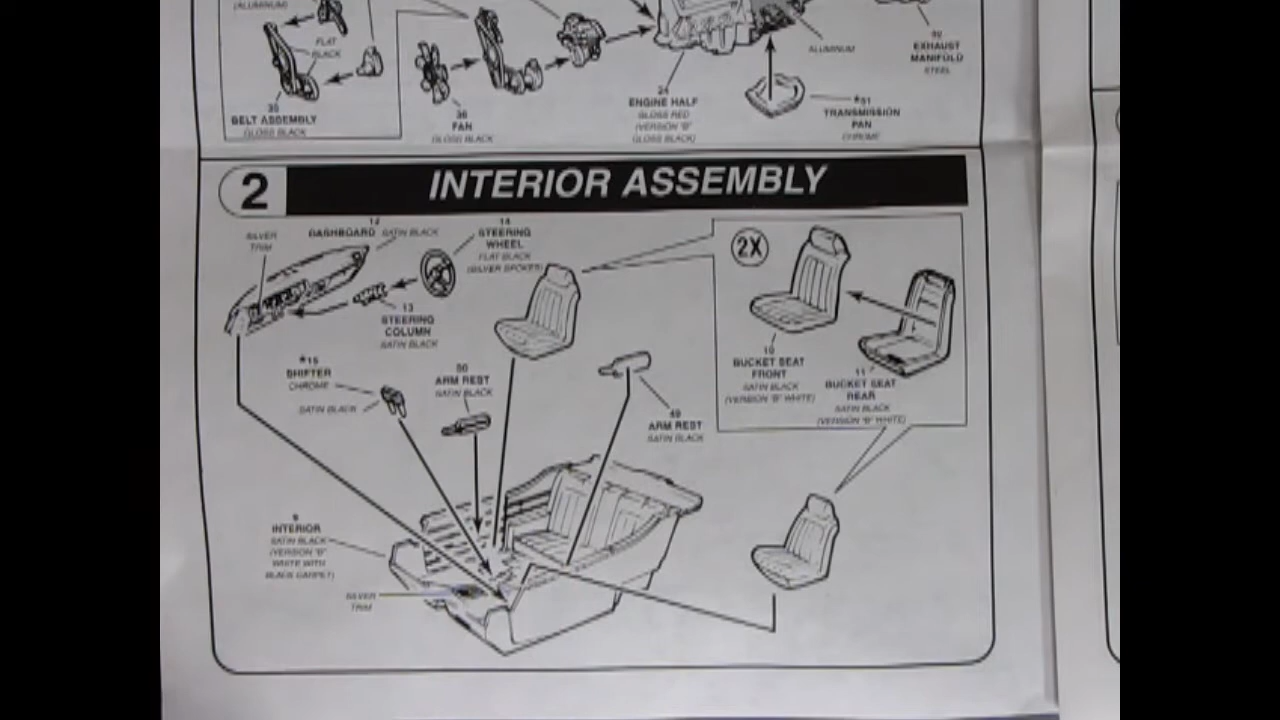 (ALUMINUM)
FLAT
BLACK
35
BELT ASSEMBLY
GLOSS BLACK
36
FAN
GLOSS BLACK
24
ENGINE HALF
GLOSS RED
(VERSION "B"
GLOSS BLACK)
ALUMINUM
*51
TRANSMISSION
PAN
CHROME
92
EXHAUST
MANIFOLD
STEEL
2
INTERIOR ASSEMBLY
SILVER
TRIM
12
DASHBOARD SATIN BLACK
14
STEERING
WHEEL
FLAT BLACK
(SILVER SPOKES)
13
STEERING
COLUMN
SATIN BLACK
2X
10
BUCKET SEAT
FRONT
SATIN BLACK
(VERSION "B" WHITE)
11
BUCKET SEAT
REAR
SATIN BLACK
(VERSION "B" WHITE)
*15
SHIFTER
CHROME
SATIN BLACK
50
ARM REST
SATIN BLACK
49
ARM REST
SATIN BLACK
9
INTERIOR
SATIN BLACK
(VERSION "B"
WHITE WITH
BLACK CARPET)
SILVER
TRIM